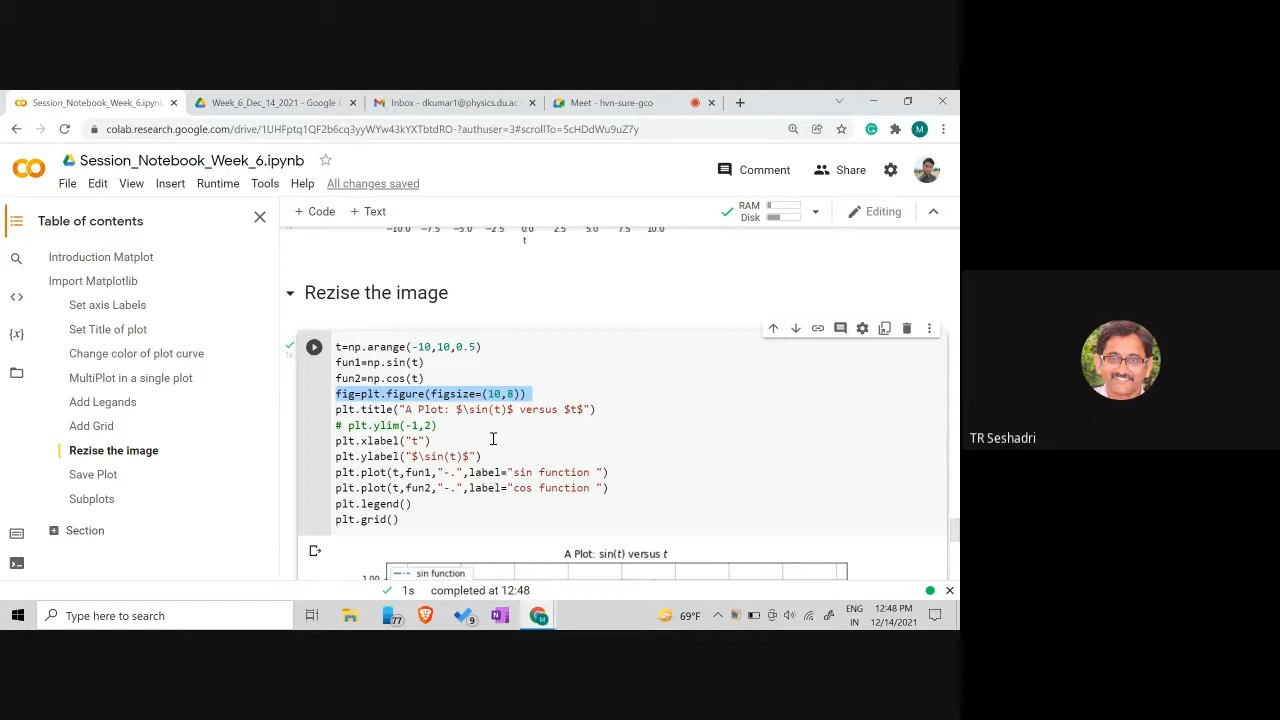 Session_Notebook_Week_6.ipynb
Week_6_Dec_14_2021 - Google D
Inbox - dkumar1@physics.du.ac.
Meet - hvn-sure-gco
colab.research.google.com/drive/1UHFptq1QF2b6cq3yyWYw43kYXTbtdRO-?authuser=3#scrollTo=5cHDdWu9uZ7y
M
Session_Notebook_Week_6.ipynb
Comment
Share
File Edit View Insert Runtime Tools Help All changes saved
+ Code + Text
RAM
Disk
Editing
Table of contents
Introduction Matplot
Import Matplotlib
Set axis Labels
Set Title of plot
Change color of plot curve
MultiPlot in a single plot
Add Legands
Add Grid
Rezise the image
Save Plot
Subplots
Section
−10.0 −7.5 −5.0 −2.5 0.0 2.5 5.0 7.5 10.0
t
Rezise the image
1s
t=np.arange(-10,10,0.5)
fun1=np.sin(t)
fun2=np.cos(t)
fig=plt.figure(figsize=(10,8))
plt.title("A Plot: $\sin(t)$ versus $t$")
# plt.ylim(-1,2)
plt.xlabel("t")
plt.ylabel("$\sin(t)$")
plt.plot(t,fun1,"-.",label="sin function ")
plt.plot(t,fun2,"-.",label="cos function ")
plt.legend()
plt.grid()
A Plot: sin(t) versus t
1.00
sin function
1s completed at 12:48
Type here to search
77
9
69°F
ENG
IN
12:48 PM
12/14/2021
TR Seshadri